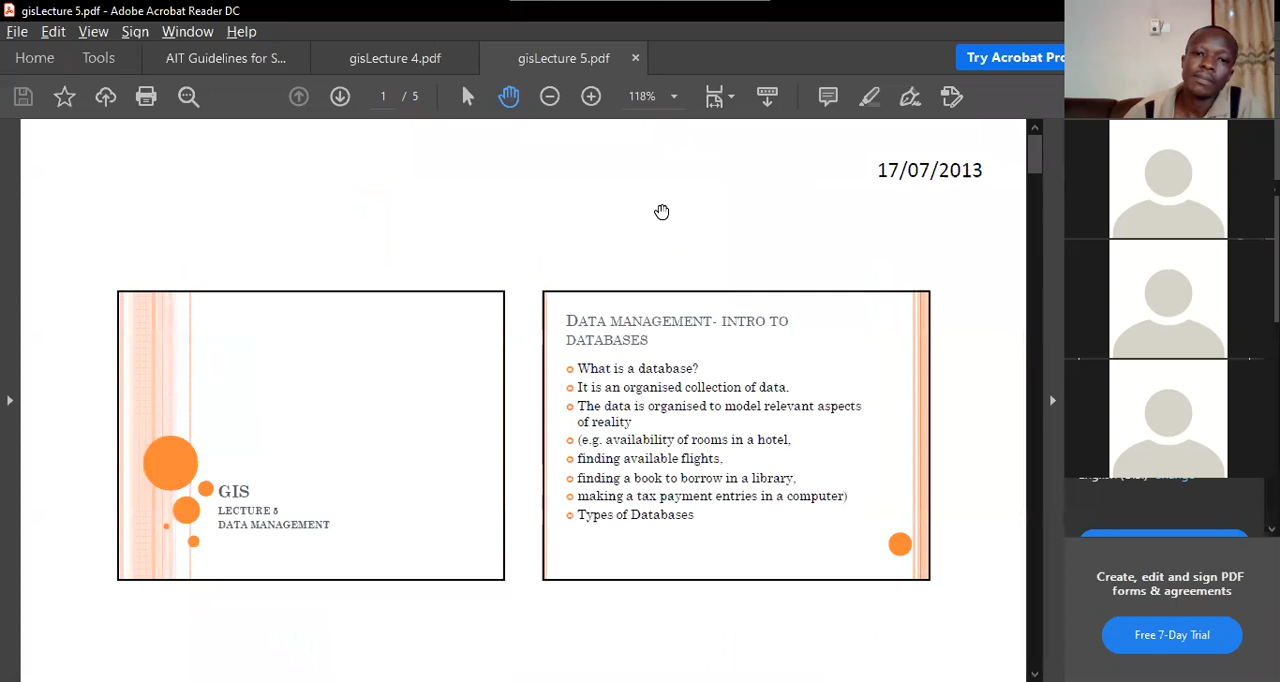 gisLecture 5.pdf - Adobe Acrobat Reader DC
File Edit View Sign Window Help
Home Tools AIT Guidelines for S... gisLecture 4.pdf gisLecture 5.pdf × Try Acrobat Pro
1 / 5 118%
17/07/2013
GIS
LECTURE 5
DATA MANAGEMENT
DATA MANAGEMENT- INTRO TO
DATABASES
What is a database?
It is an organised collection of data.
The data is organised to model relevant aspects
of reality
(e.g. availability of rooms in a hotel,
finding available flights,
finding a book to borrow in a library,
making a tax payment entries in a computer)
Types of Databases
Create, edit and sign PDF
forms & agreements
Free 7-Day Trial